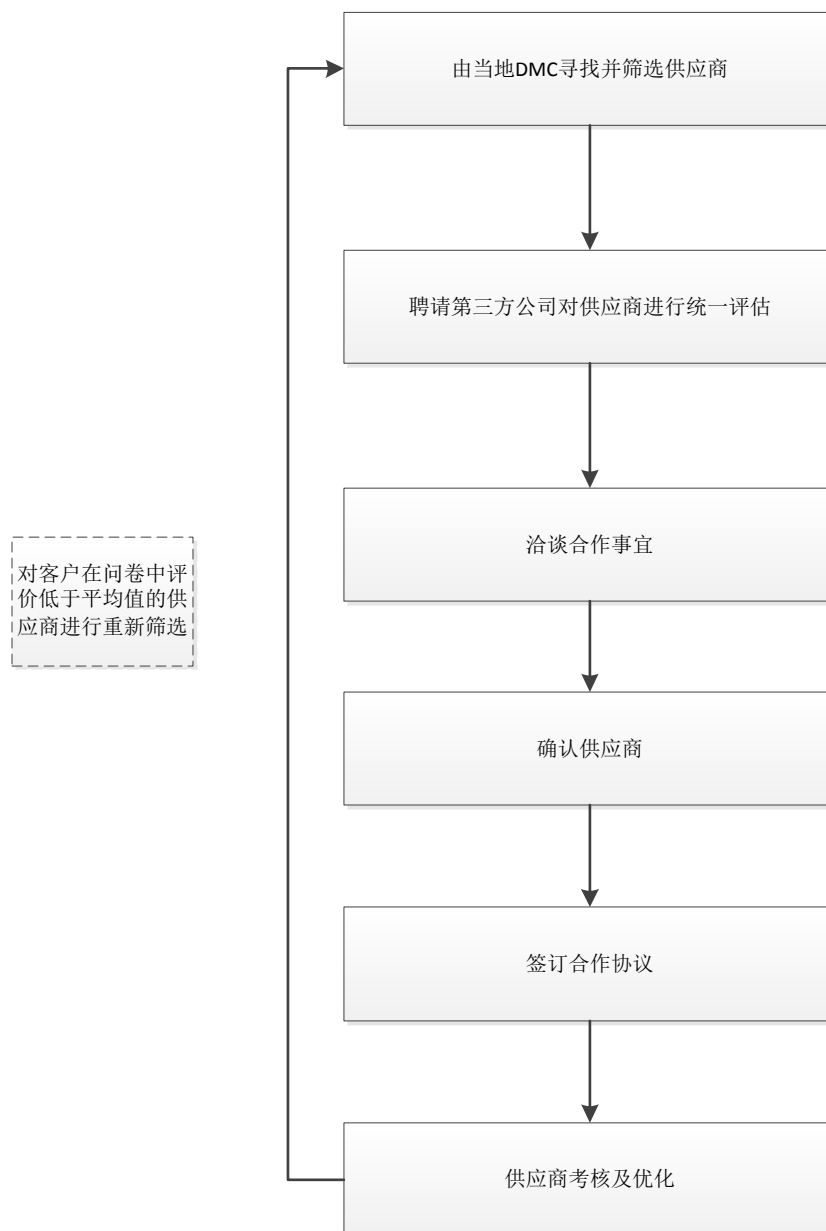 由当地DMC寻找并筛选供应商
聘请第三方公司对供应商进行统一评估
洽谈合作事宜
对客户在问卷中评
价低于平均值的供
应商进行重新筛选
确认供应商
签订合作协议
供应商考核及优化